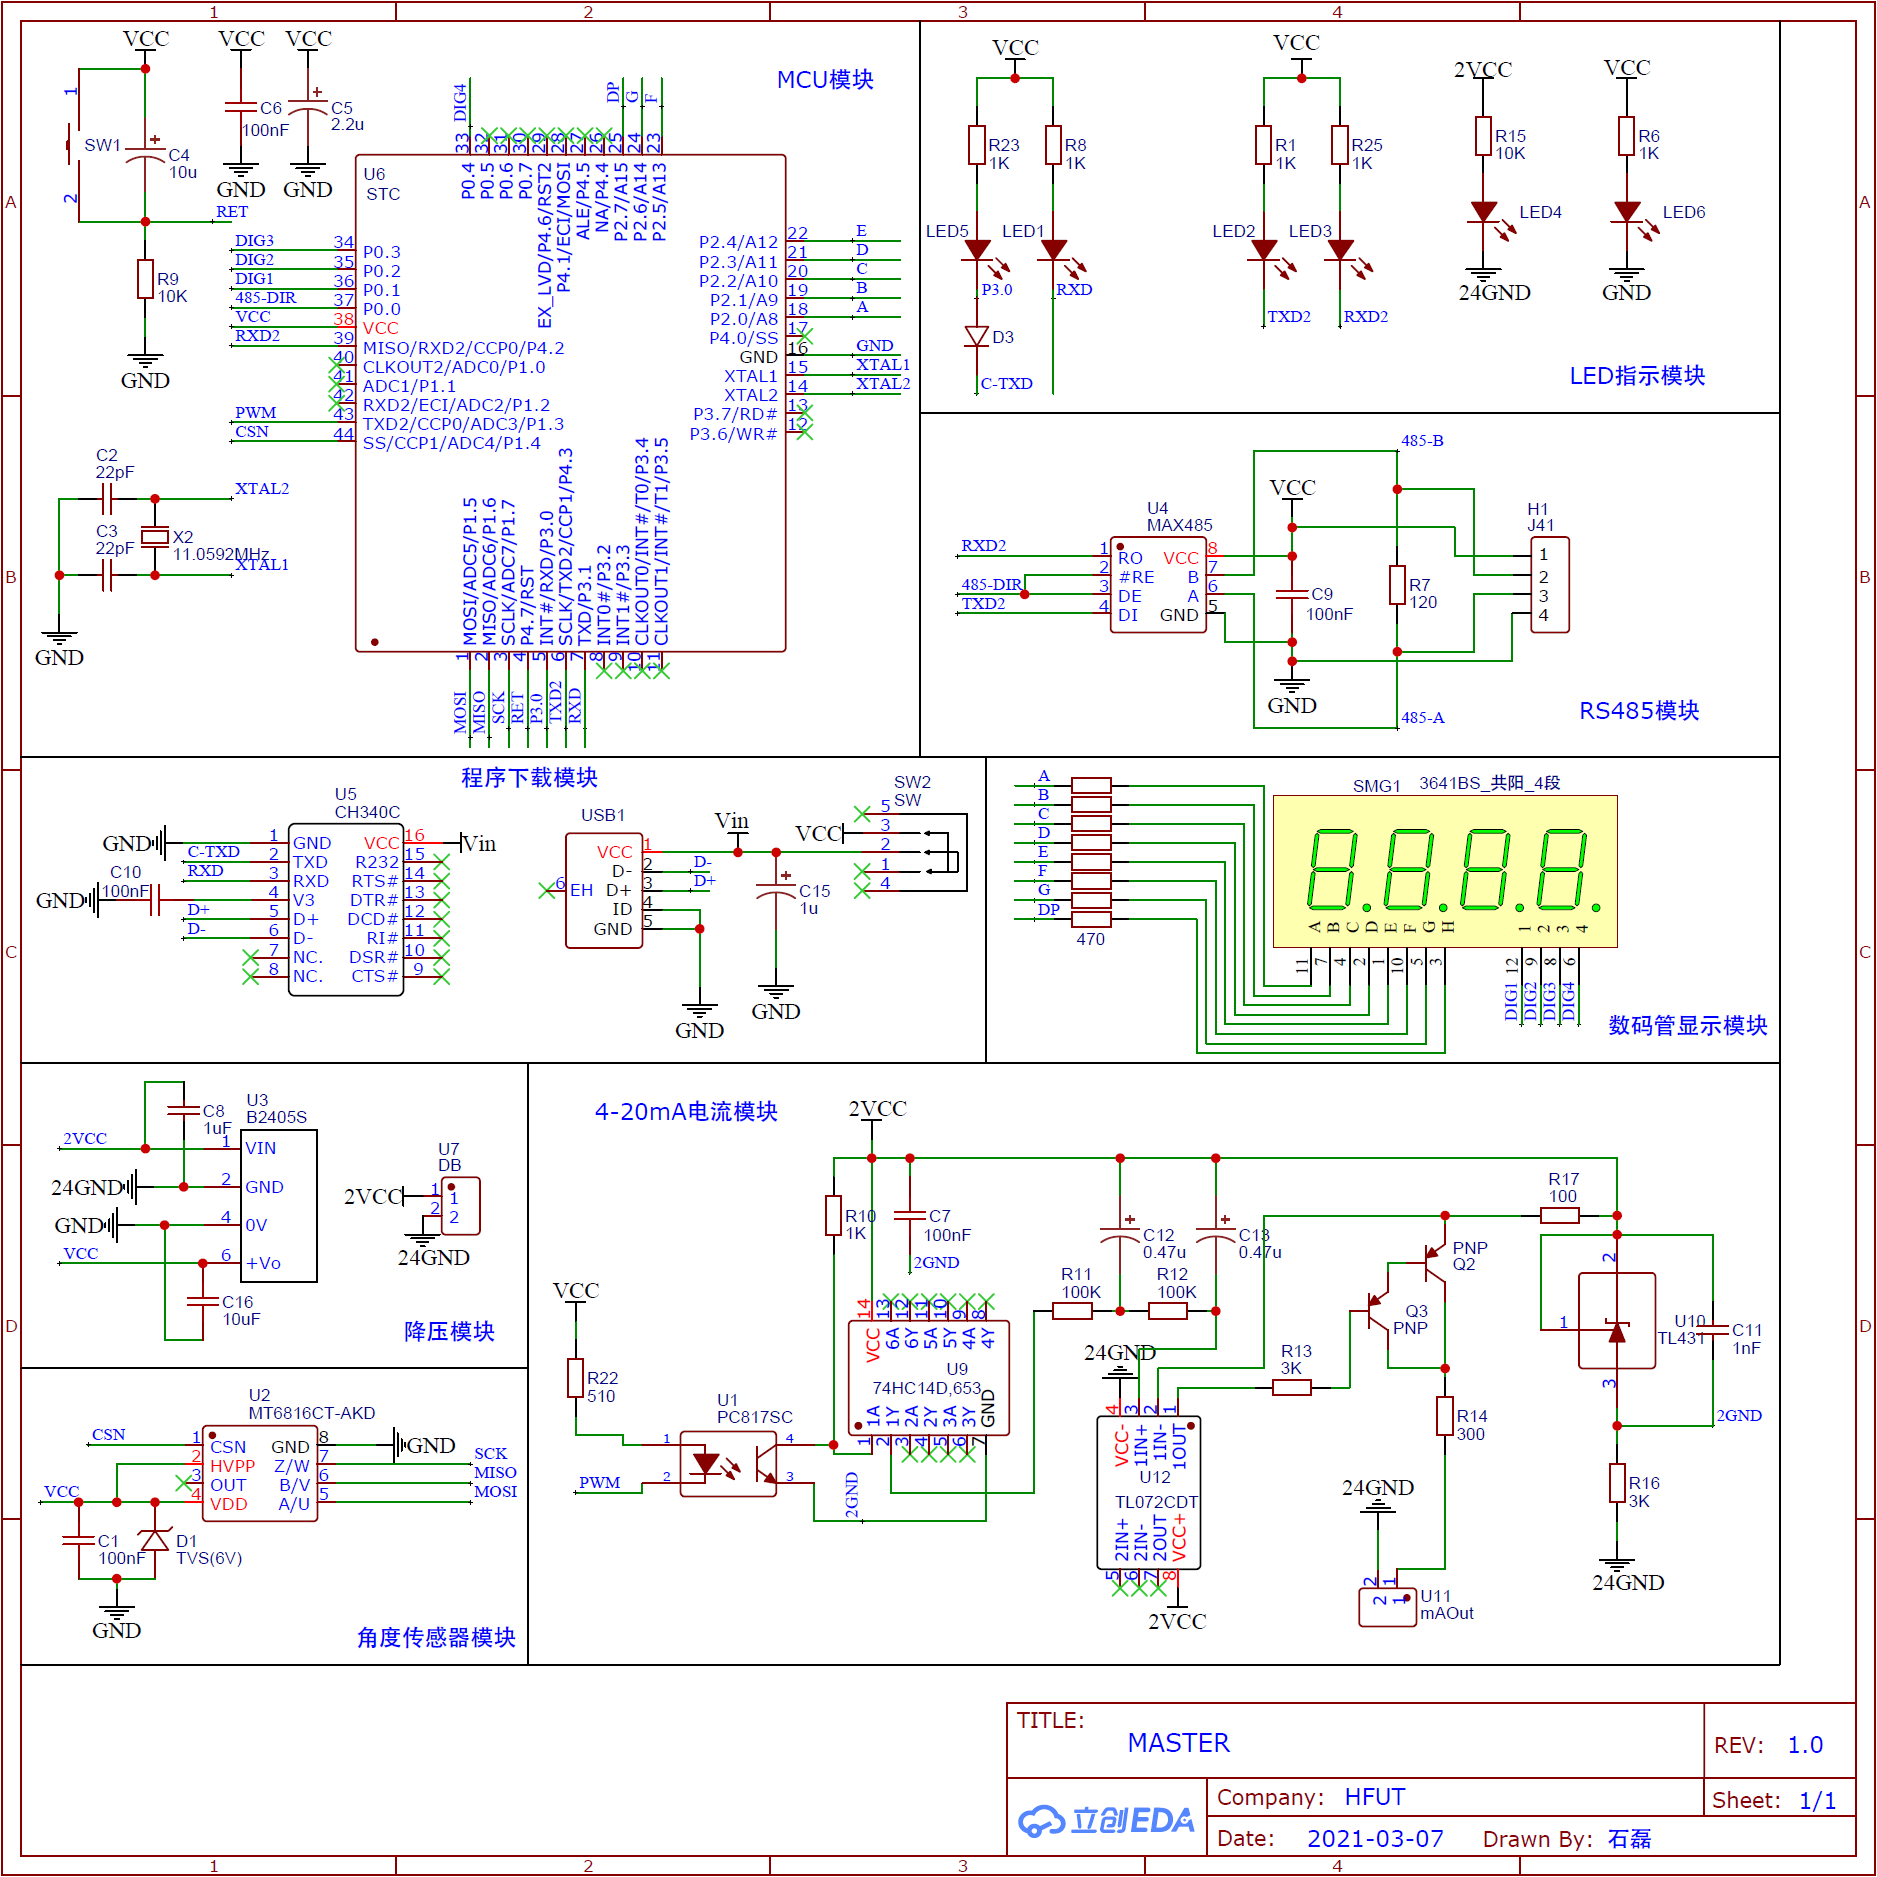 1 2 3 4
A
B
C
D
A
B
C
D
MCU模块
VCC VCC VCC
1
SW1
2
C4
10u
C6
100nF
C5
2.2u
GND GND
RET
R9
10K
GND
DIG3 34 P0.3
DIG2 35 P0.2
DIG1 36 P0.1
485-DIR 37 P0.0
VCC 38 VCC
RXD2 39 MISO/RXD2/CCP0/P4.2
40 CLKOUT2/ADC0/P1.0
41 ADC1/P1.1
42 RXD2/ECI/ADC2/P1.2
PWM 43 TXD2/CCP0/ADC3/P1.3
CSN 44 SS/CCP1/ADC4/P1.4
U6
STC
DIG4 33 P0.4
32 P0.5
31 P0.6
30 P0.7
29 EX_LVD/P4.6/RST2
28 P4.1/ECI/MOSI
27 ALE/P4.5
26 NA/P4.4
DP 25 P2.7/A15
G 24 P2.6/A14
F 23 P2.5/A13
P2.4/A12 22 E
P2.3/A11 21 D
P2.2/A10 20 C
P2.1/A9 19 B
P2.0/A8 18 A
P4.0/SS 17
GND 16 GND
XTAL1 15 XTAL1
XTAL2 14 XTAL2
P3.7/RD# 13
P3.6/WR# 12
MOSI/ADC5/P1.5 1 MOSI
MISO/ADC6/P1.6 2 MISO
SCLK/ADC7/P1.7 3 SCK
P4.7/RST 4 RET
INT#/RXD/P3.0 5 P3.0
SCLK/TXD2/CCP1/P4.3 6 TXD2
TXD/P3.1 7 RXD
INT0#/P3.2 8
INT1#/P3.3 9
CLKOUT0/INT#/T0/P3.4 10
CLKOUT1/INT#/T1/P3.5 11
C2
22pF
XTAL2
C3
22pF
X2
11.0592MHz
XTAL1
GND
VCC VCC 2VCC VCC
R23
1K
R8
1K
R1
1K
R25
1K
R15
10K
R6
1K
LED5 LED1 LED2 LED3 LED4 LED6
P3.0 RXD
D3
C-TXD
TXD2 RXD2
24GND GND
LED指示模块
485-B
VCC
U4
MAX485
RXD2 1 RO
2 #RE
485-DIR 3 DE
TXD2 4 DI
VCC 8
B 7
A 6
GND 5
C9
100nF
R7
120
H1
J41
1
2
3
4
GND
485-A
RS485模块
程序下载模块
U5
CH340C
GND 1 GND
C-TXD 2 TXD
RXD 3 RXD
GND C10 100nF 4 V3
D+ 5 D+
D- 6 D-
7 NC.
8 NC.
VCC 16 Vin
R232 15
RTS# 14
DTR# 13
DCD# 12
RI# 11
DSR# 10
CTS# 9
USB1
VCC 1
D- 2 D-
6 EH D+ 3 D+
ID 4
GND 5
Vin
C15
1u
GND GND
SW2
SW
5
VCC 3
2
1
4
A
B
C
D
E
F
G
DP
470
SMG1 3641BS_共阳_4段
A B C D E F G H 1 2 3 4
11 7 4 2 1 10 5 3 12 9 8 6
DIG1 DIG2 DIG3 DIG4
数码管显示模块
U3
B2405S
C8
1uF
2VCC 1 VIN
24GND 2 GND
GND 4 0V
VCC 6 +Vo
C16
10uF
U7
DB
2VCC 1 1
2 2
24GND
降压模块
U2
MT6816CT-AKD
CSN 1 CSN
2 HVPP
3 OUT
VCC 4 VDD
GND 8 GND
Z/W 7 SCK
B/V 6 MISO
A/U 5 MOSI
C1
100nF
D1
TVS(6V)
GND
角度传感器模块
4-20mA电流模块
2VCC
R10
1K
C7
100nF
2GND
VCC
R22
510
U1
PC817SC
1 4
PWM 2 3
2GND
14 13 12 11 10 9 8
VCC 6A 6Y 5A 5Y 4A 4Y
U9
74HC14D,653
1A 1Y 2A 2Y 3A 3Y GND
1 2 3 4 5 6 7
C12
0.47u
C13
0.47u
R11
100K
R12
100K
24GND
4 3 2 1
VCC- 1IN+ 1IN- 1OUT
U12
TL072CDT
2IN+ 2IN- 2OUT VCC+
5 6 7 8
2VCC
R13
3K
Q3
PNP
PNP
Q2
R17
100
R14
300
2
1
U10
TL431
3
C11
1nF
2GND
R16
3K
24GND
24GND
2 1
2 1
U11
mAOut
TITLE:
MASTER
REV: 1.0
立创EDA
Company: HFUT
Sheet: 1/1
Date: 2021-03-07
Drawn By: 石磊
1 2 3 4